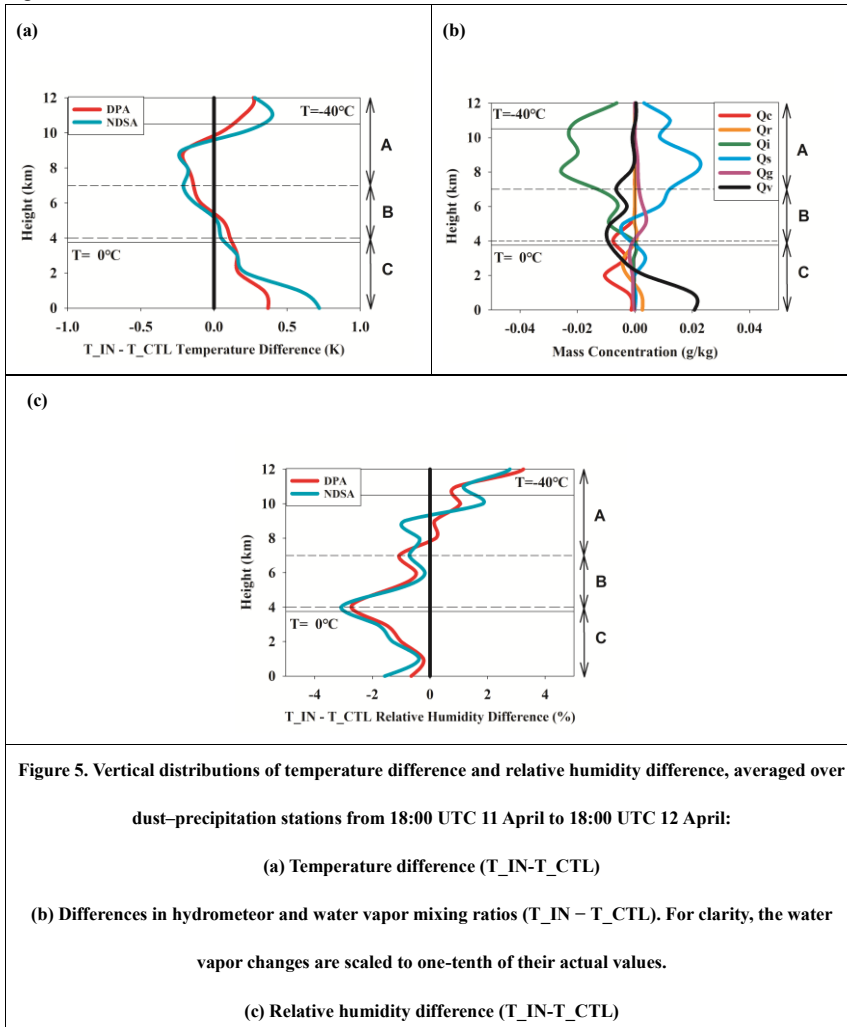 (a)
DPA
NDSA
T=-40°C
12
10
8
6
4
2
0
Height (km)
T= 0°C
A
B
C
-1.0 -0.5 0.0 0.5 1.0
T_IN - T_CTL Temperature Difference (K)
(b)
T=-40°C
Qc
Qr
Qi
Qs
Qg
Qv
12
10
8
6
4
2
0
Height (km)
T= 0°C
A
B
C
-0.04 -0.02 0.00 0.02 0.04
Mass Concentration (g/kg)
(c)
DPA
NDSA
T=-40°C
12
10
8
6
4
2
0
Height (km)
T= 0°C
A
B
C
-4 -2 0 2 4
T_IN - T_CTL Relative Humidity Difference (%)
Figure 5. Vertical distributions of temperature difference and relative humidity difference, averaged over
dust–precipitation stations from 18:00 UTC 11 April to 18:00 UTC 12 April:
(a) Temperature difference (T_IN-T_CTL)
(b) Differences in hydrometeor and water vapor mixing ratios (T_IN − T_CTL). For clarity, the water
vapor changes are scaled to one-tenth of their actual values.
(c) Relative humidity difference (T_IN-T_CTL)